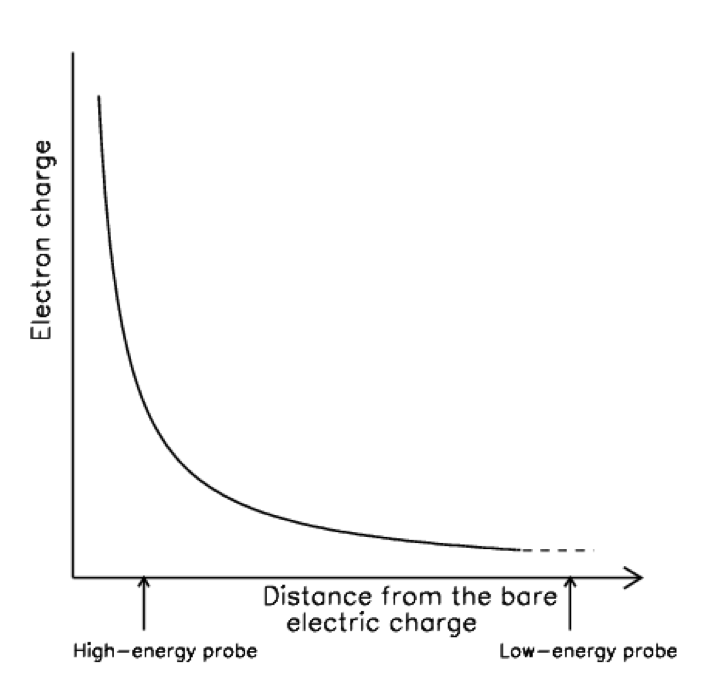 Electron charge
Distance from the bare
electric charge
High-energy probe
Low-energy probe